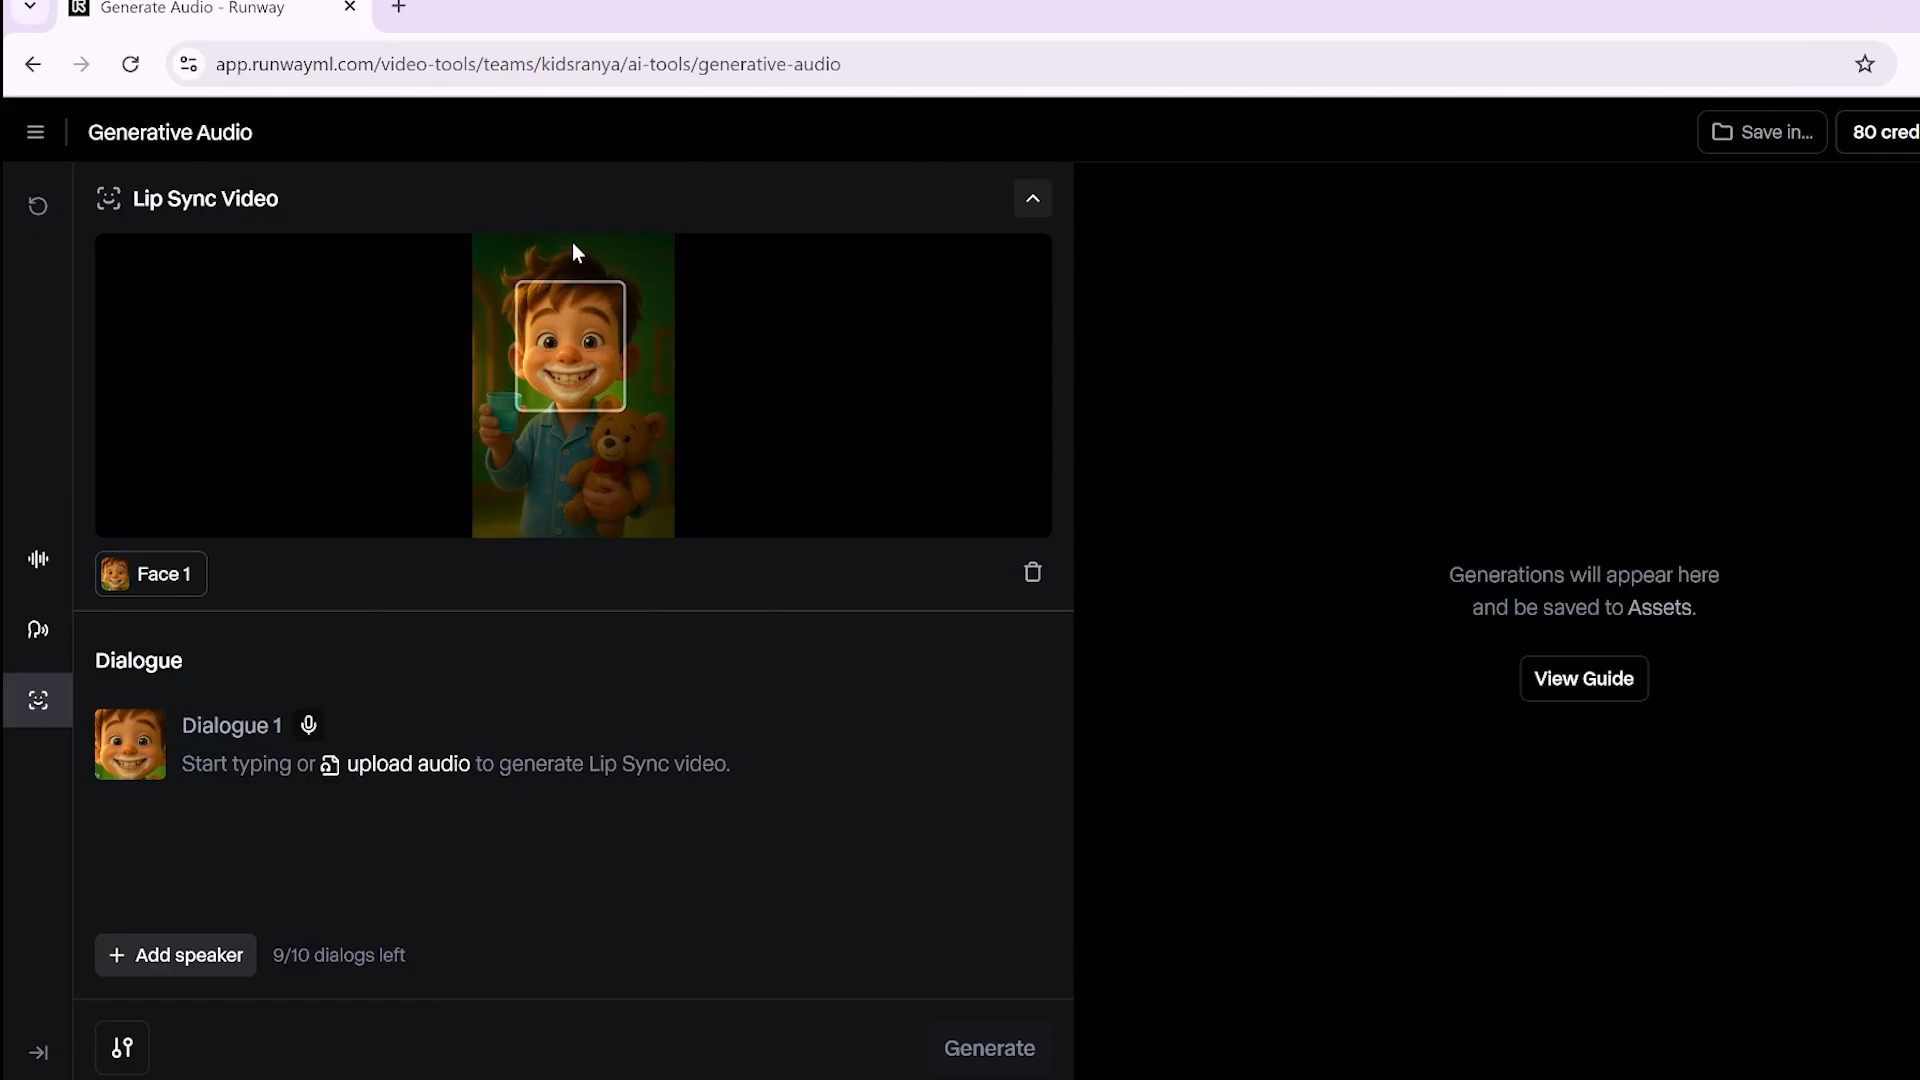 Generate Audio - Runway
app.runwayml.com/video-tools/teams/kidsranya/ai-tools/generative-audio
Generative Audio
Save in...
80 cred
Lip Sync Video
Face 1
Generations will appear here
and be saved to Assets.
View Guide
Dialogue
Dialogue 1
Start typing or upload audio to generate Lip Sync video.
Add speaker
9/10 dialogs left
Generate